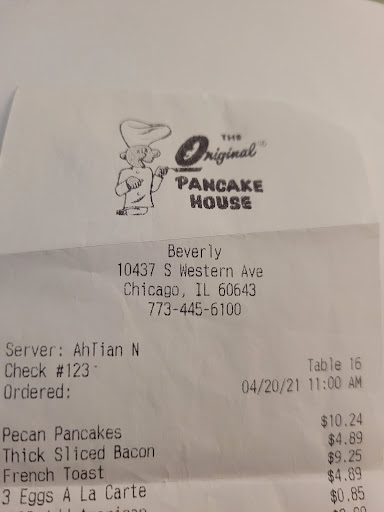 THE
Original
PANCAKE
HOUSE
Beverly
10437 S Western Ave
Chicago, IL 60643
773-445-6100
Server: AhTian N
Check #123
Table 16
Ordered: 04/20/21 11:00 AM
Pecan Pancakes $10.24
Thick Sliced Bacon $4.89
French Toast $9.25
3 Eggs A La Carte $4.89
$0.85